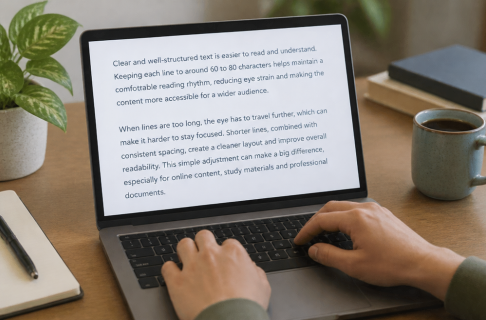 Clear and well-structured text is easier to read and understand.
Keeping each line to around 60 to 80 characters helps maintain a
comfotrable reading rhythm, reducing eye strain and making the
content more accessible for a wider audience.

When lines are too long, the eye has to travel further, which can
make it harder to stay focused. Shorter lines, combined with
consistent spacing, create a cleaner layout and improve overall
readability. This simple adjustment can make a big difference,
especially for online content, study materials and professional
documents.